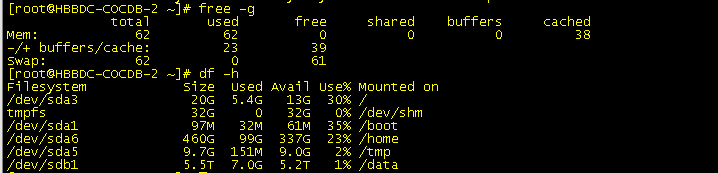 [root@HBBDC-COCDB-2 ~]# free -g
total used free shared buffers cached
Mem: 62 62 0 0 0 38
-/+ buffers/cache: 23 39
Swap: 62 0 61
[root@HBBDC-COCDB-2 ~]# df -h
Filesystem Size Used Avail Use% Mounted on
/dev/sda3 20G 5.4G 13G 30% /
tmpfs 32G 0 32G 0% /dev/shm
/dev/sda1 97M 32M 61M 35% /boot
/dev/sda6 460G 99G 337G 23% /home
/dev/sda5 9.7G 151M 9.0G 2% /tmp
/dev/sdb1 5.5T 7.0G 5.2T 1% /data